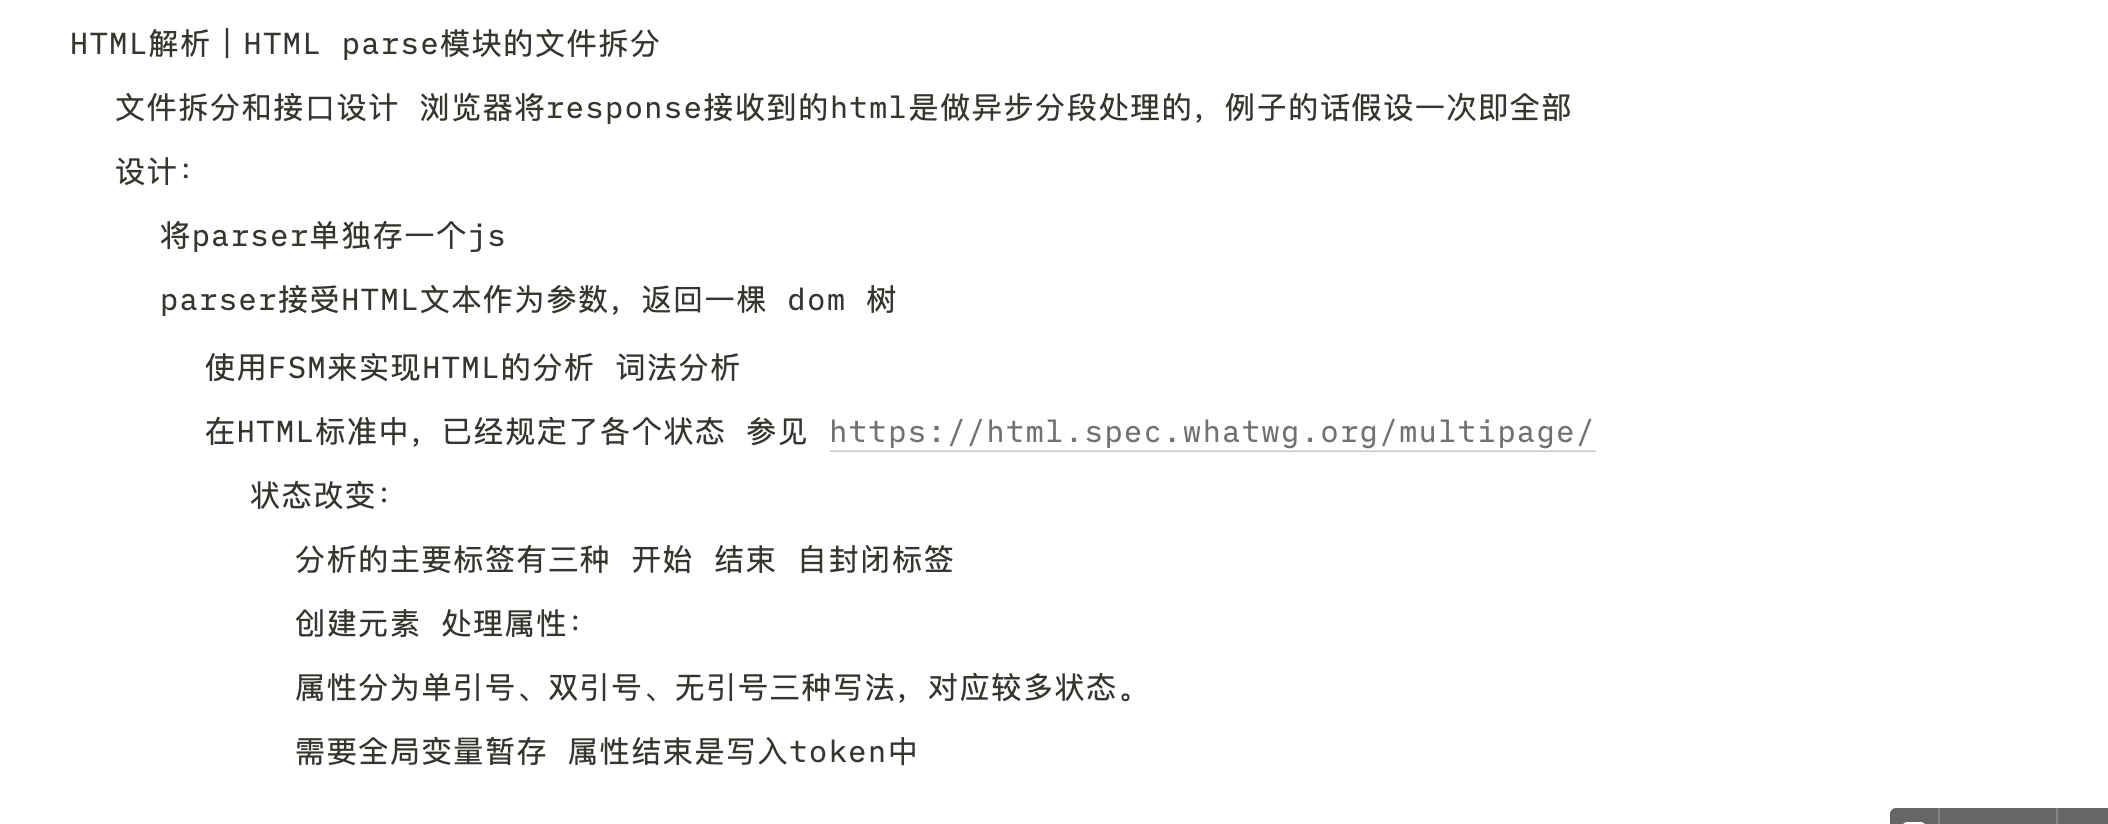 HTML解析｜HTML parse模块的文件拆分
文件拆分和接口设计 浏览器将response接收到的html是做异步分段处理的，例子的话假设一次即全部
设计：
将parser单独存一个js
parser接受HTML文本作为参数，返回一棵 dom 树
使用FSM来实现HTML的分析 词法分析
在HTML标准中，已经规定了各个状态 参见 https://html.spec.whatwg.org/multipage/
状态改变：
分析的主要标签有三种 开始 结束 自封闭标签
创建元素 处理属性：
属性分为单引号、双引号、无引号三种写法，对应较多状态。
需要全局变量暂存 属性结束是写入token中